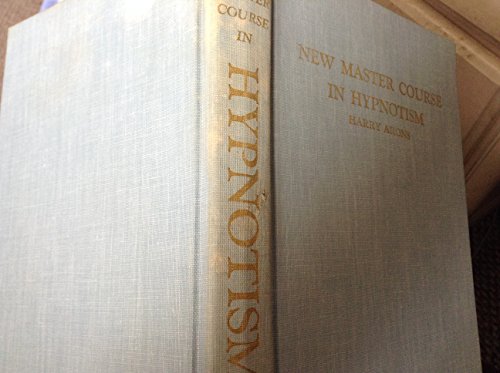 COURSE
IN
HYPNOTISM
NEW MASTER COURSE
IN HYPNOTISM
HARRY ARONS